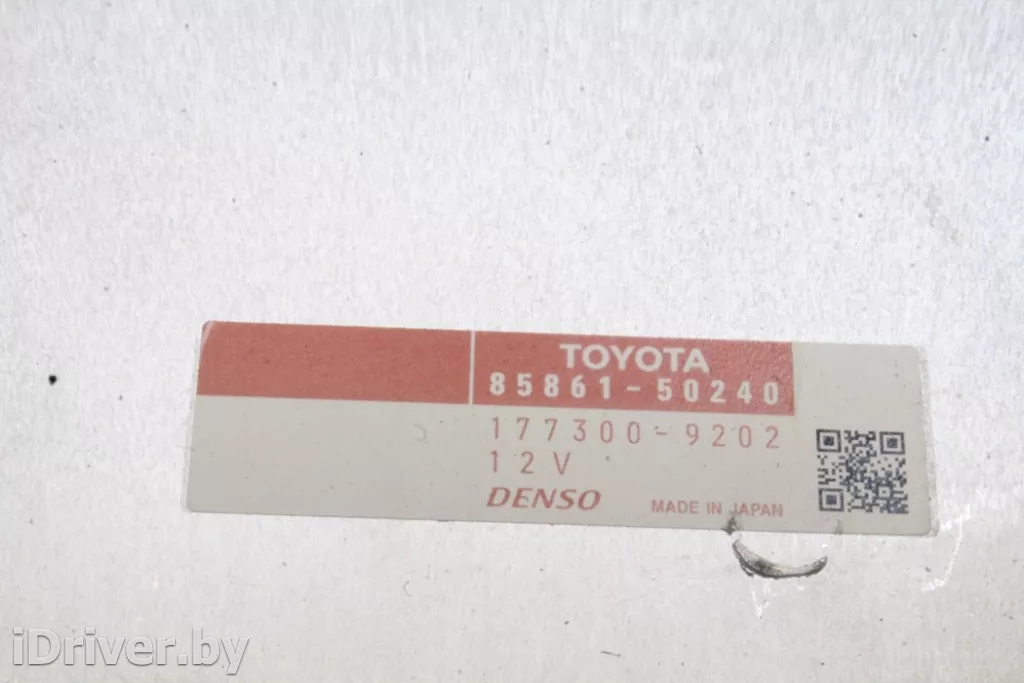 TOYOTA
85861-50240
177300-9202
12V
DENSO MADE IN JAPAN
iDriver.by